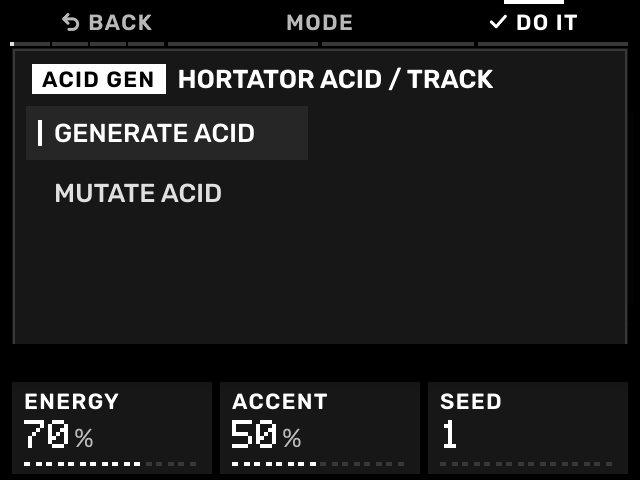 BACK MODE DO IT
ACID GEN HORTATOR ACID / TRACK
GENERATE ACID
MUTATE ACID
ENERGY ACCENT SEED
70% 50% 1